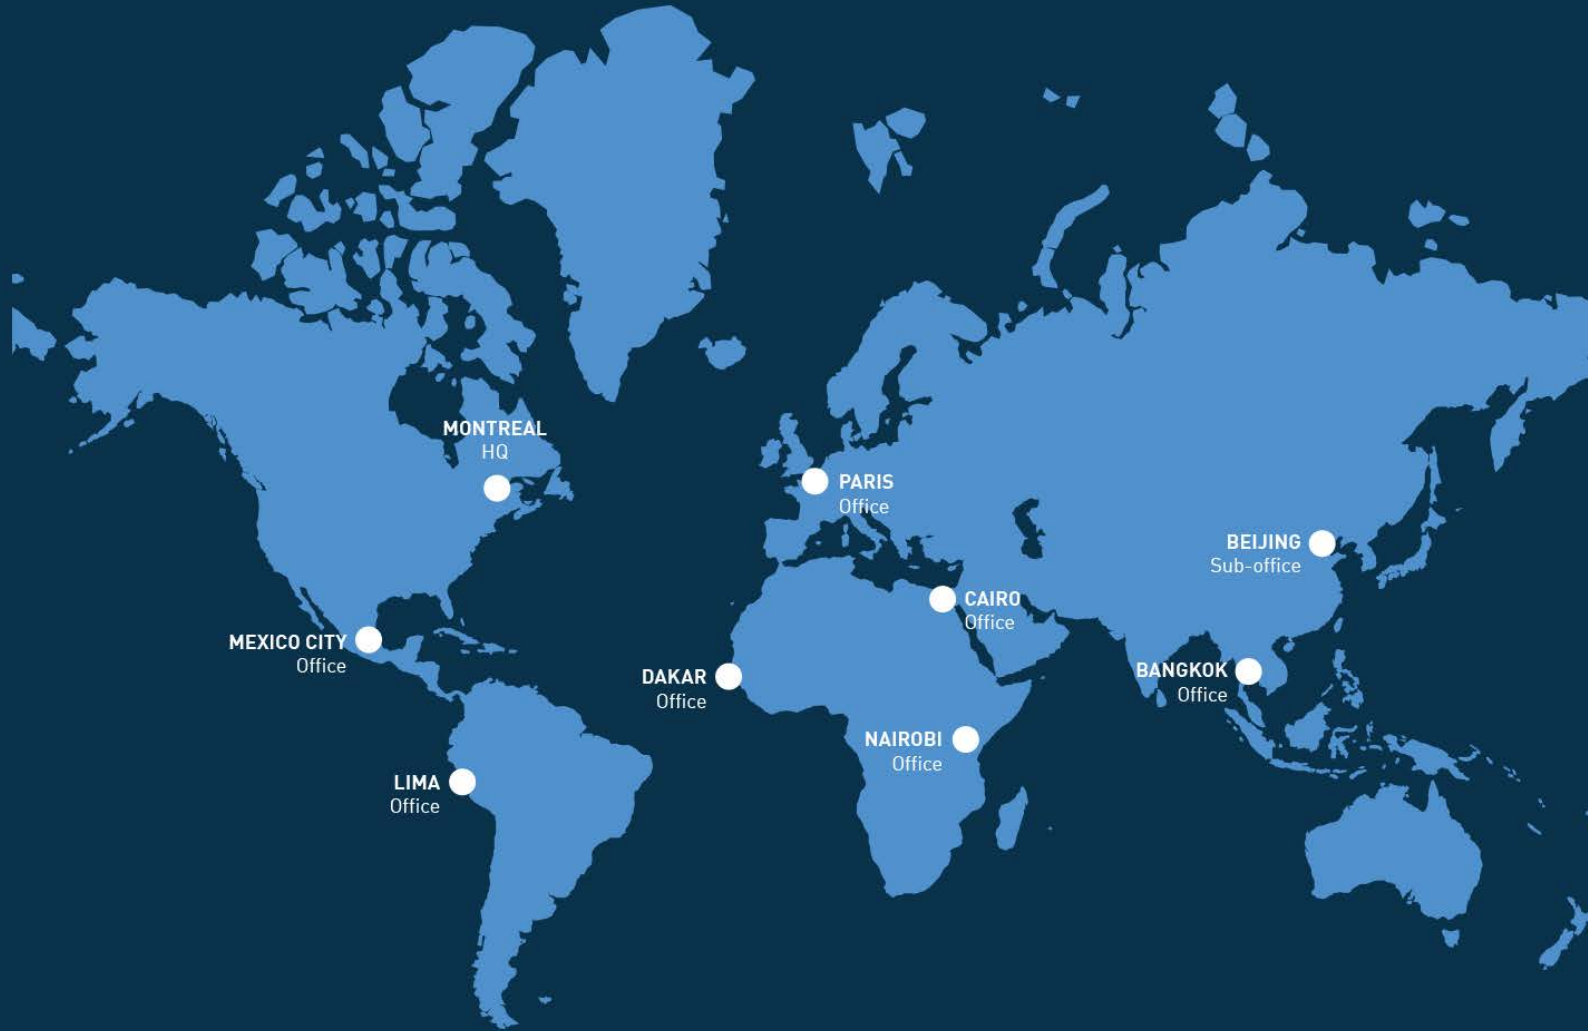 MONTREAL
HQ
PARIS
Office
BEIJING
Sub-office
CAIRO
Office
MEXICO CITY
Office
DAKAR
Office
BANGKOK
Office
NAIROBI
Office
LIMA
Office